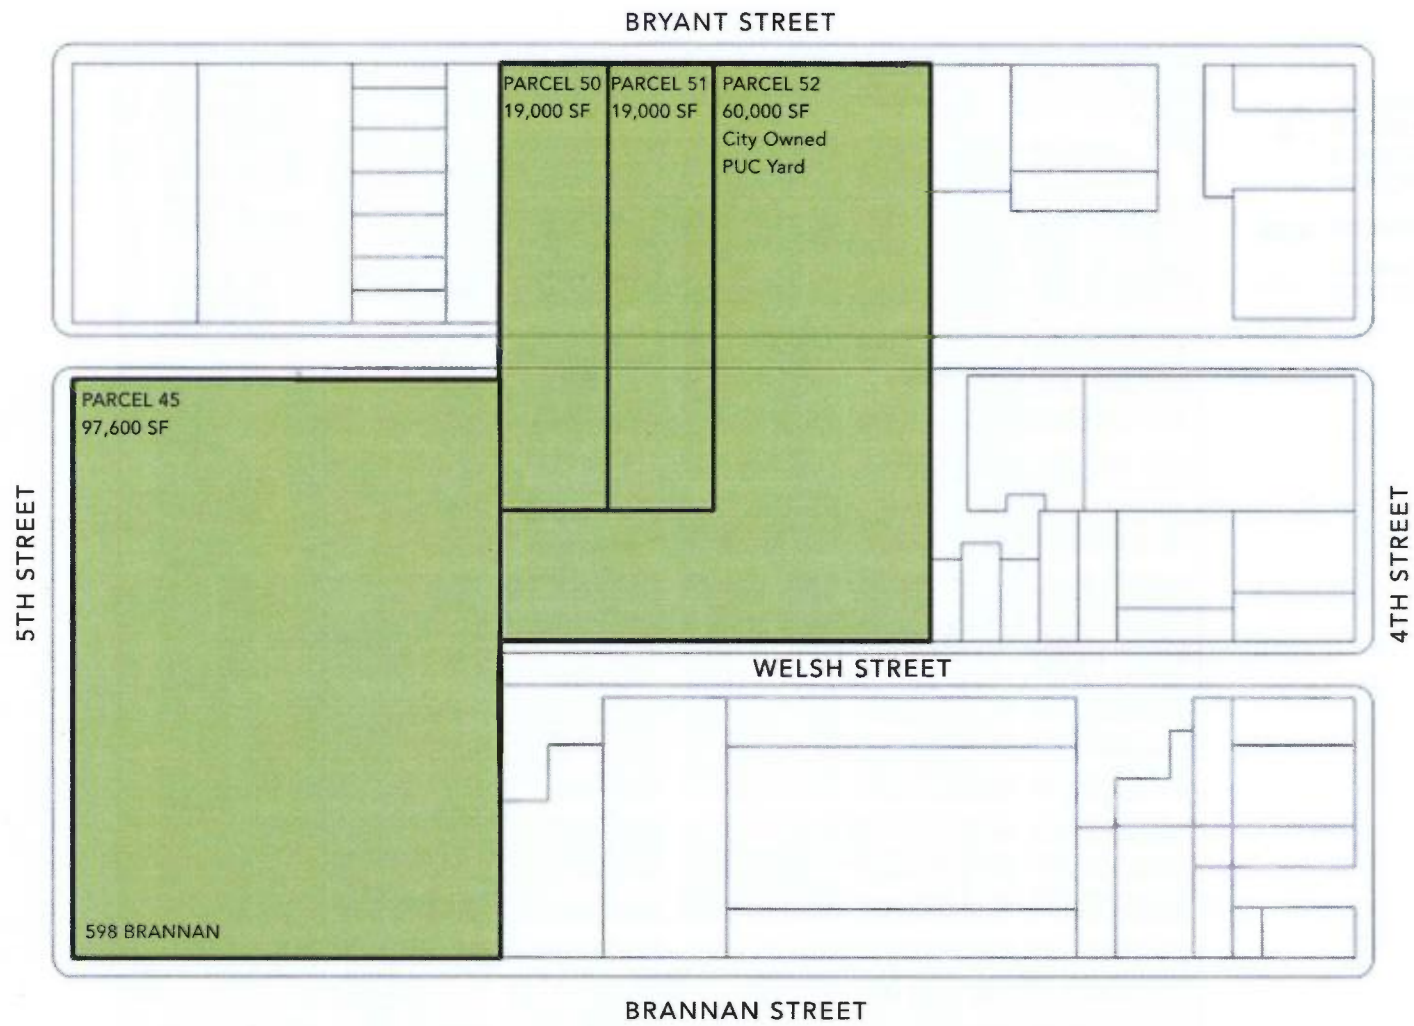 BRYANT STREET
PARCEL 50
19,000 SF
PARCEL 51
19,000 SF
PARCEL 52
60,000 SF
City Owned
PUC Yard
PARCEL 45
97,600 SF
5TH STREET
4TH STREET
WELSH STREET
598 BRANNAN
BRANNAN STREET